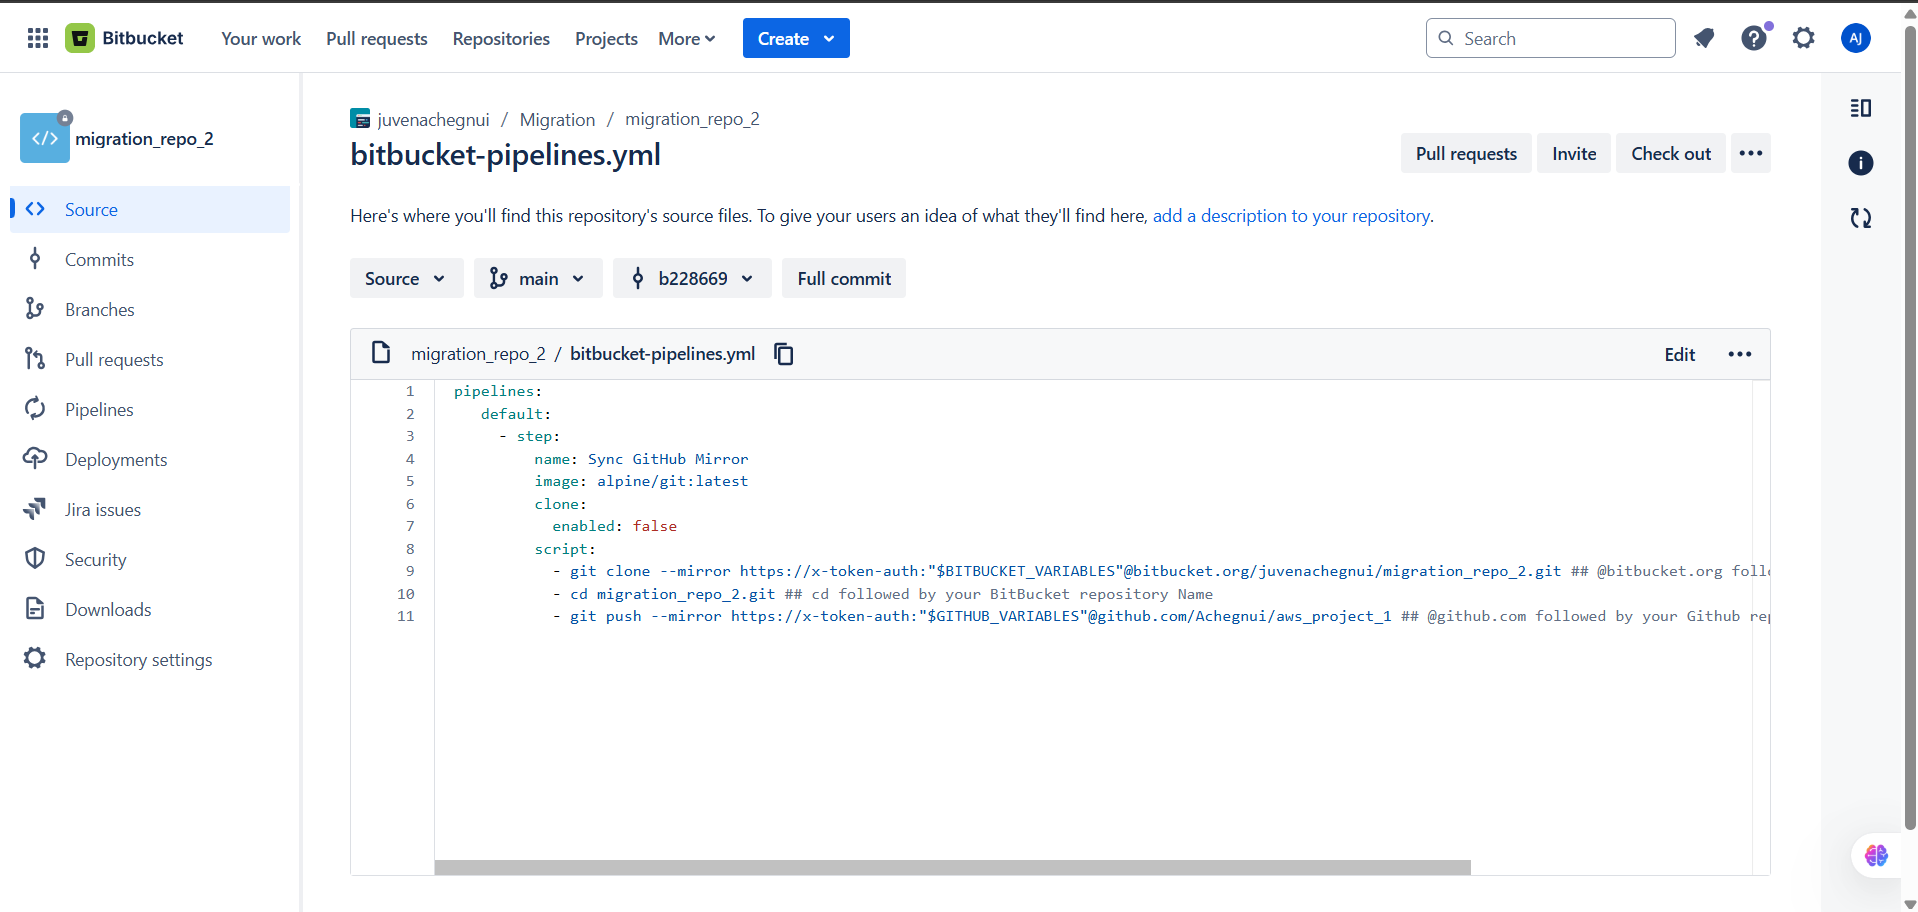 Bitbucket
Your work
Pull requests
Repositories
Projects
More
Create
Search
AJ
migration_repo_2
Source
Commits
Branches
Pull requests
Pipelines
Deployments
Jira issues
Security
Downloads
Repository settings
juvenachegnui / Migration / migration_repo_2
bitbucket-pipelines.yml
Pull requests
Invite
Check out
Here's where you'll find this repository's source files. To give your users an idea of what they'll find here, add a description to your repository.
Source
main
b228669
Full commit
migration_repo_2 / bitbucket-pipelines.yml
Edit
1 pipelines:
2 default:
3 - step:
4 name: Sync GitHub Mirror
5 image: alpine/git:latest
6 clone:
7 enabled: false
8 script:
9 - git clone --mirror https://x-token-auth:"$BITBUCKET_VARIABLES"@bitbucket.org/juvenachegnui/migration_repo_2.git ## @bitbucket.org follo
10 - cd migration_repo_2.git ## cd followed by your BitBucket repository Name
11 - git push --mirror https://x-token-auth:"$GITHUB_VARIABLES"@github.com/Achegnui/aws_project_1 ## @github.com followed by your Github rep